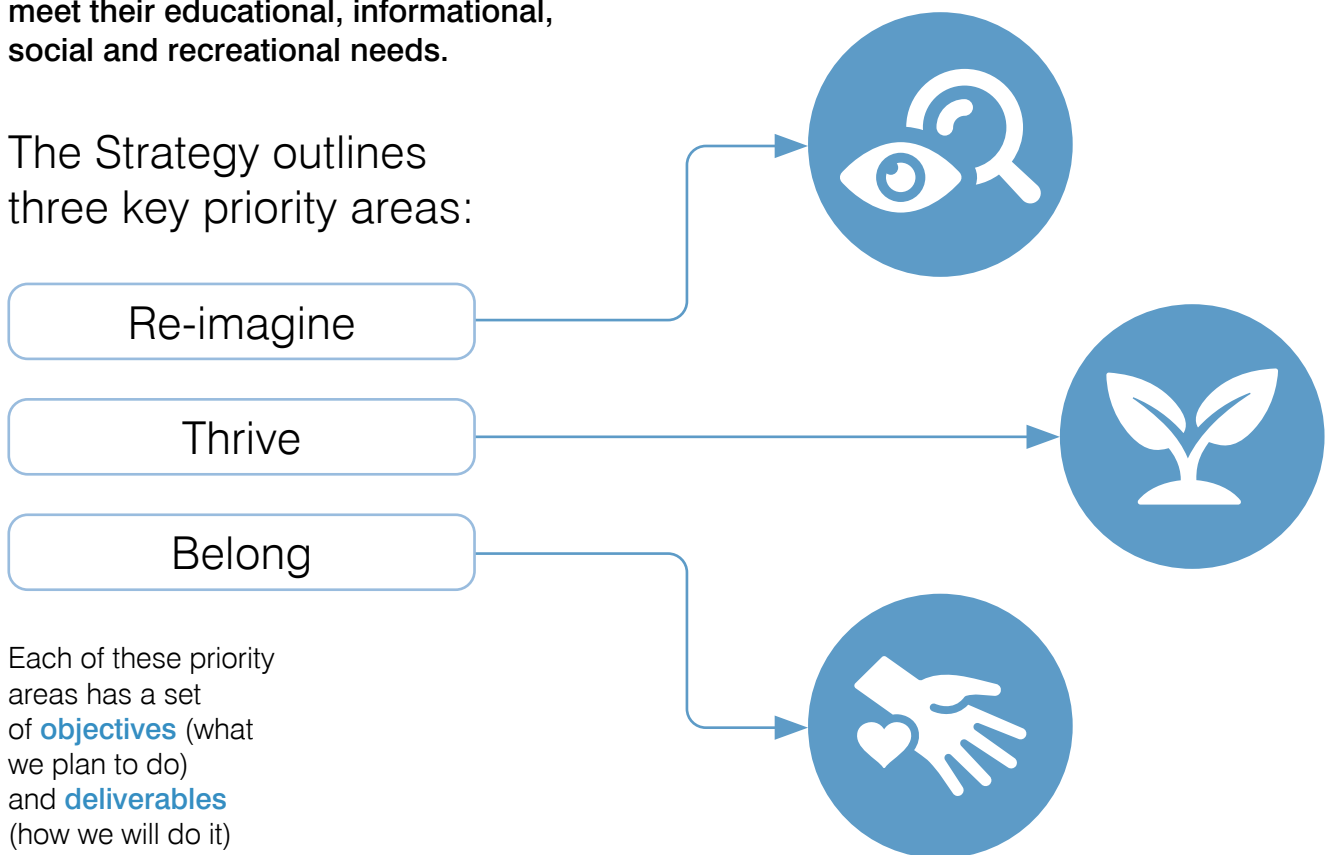 meet their educational, informational,
social and recreational needs.
The Strategy outlines
three key priority areas:
Re-imagine
Thrive
Belong
Each of these priority
areas has a set
of objectives (what
we plan to do)
and deliverables
(how we will do it)